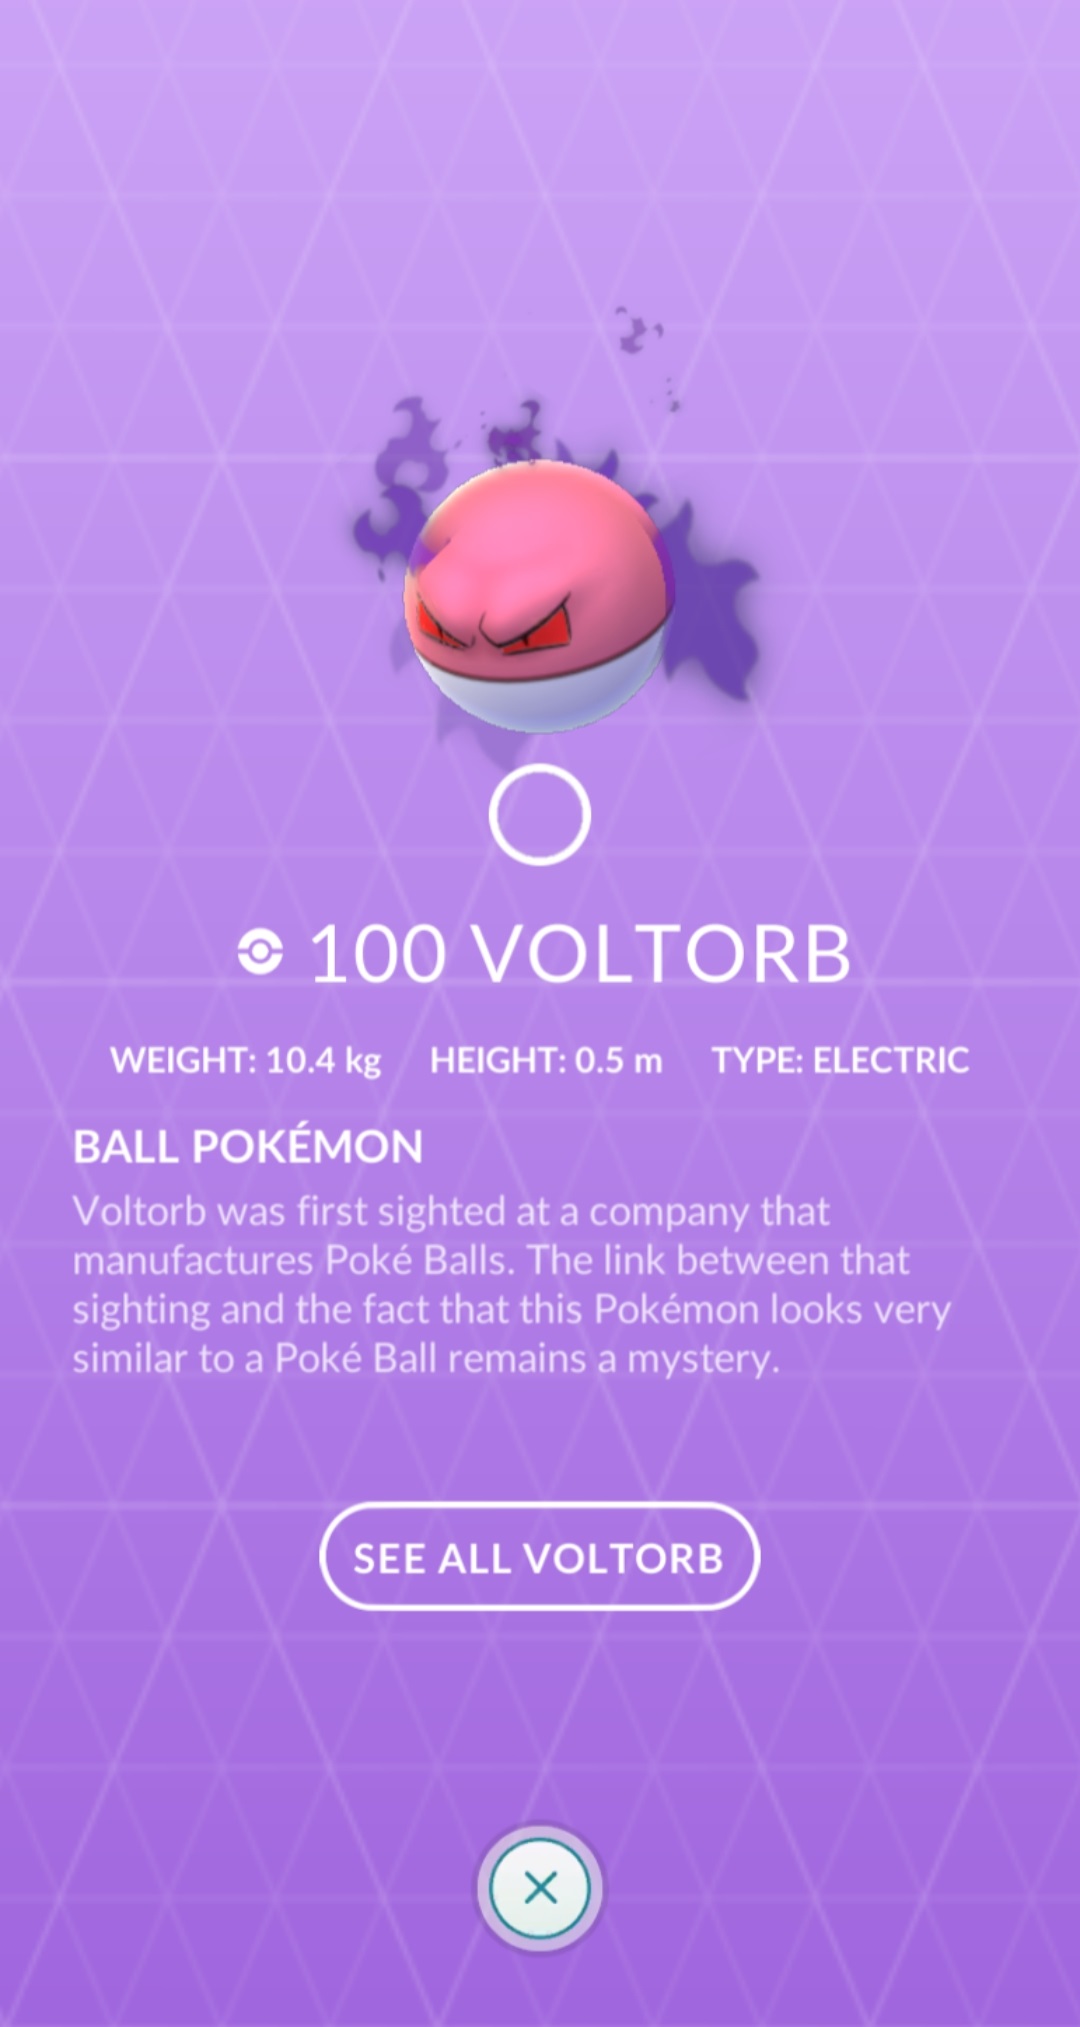 100 VOLTORB
WEIGHT: 10.4 kg HEIGHT: 0.5 m TYPE: ELECTRIC
BALL POKÉMON
Voltorb was first sighted at a company that
manufactures Poké Balls. The link between that
sighting and the fact that this Pokémon looks very
similar to a Poké Ball remains a mystery.
SEE ALL VOLTORB